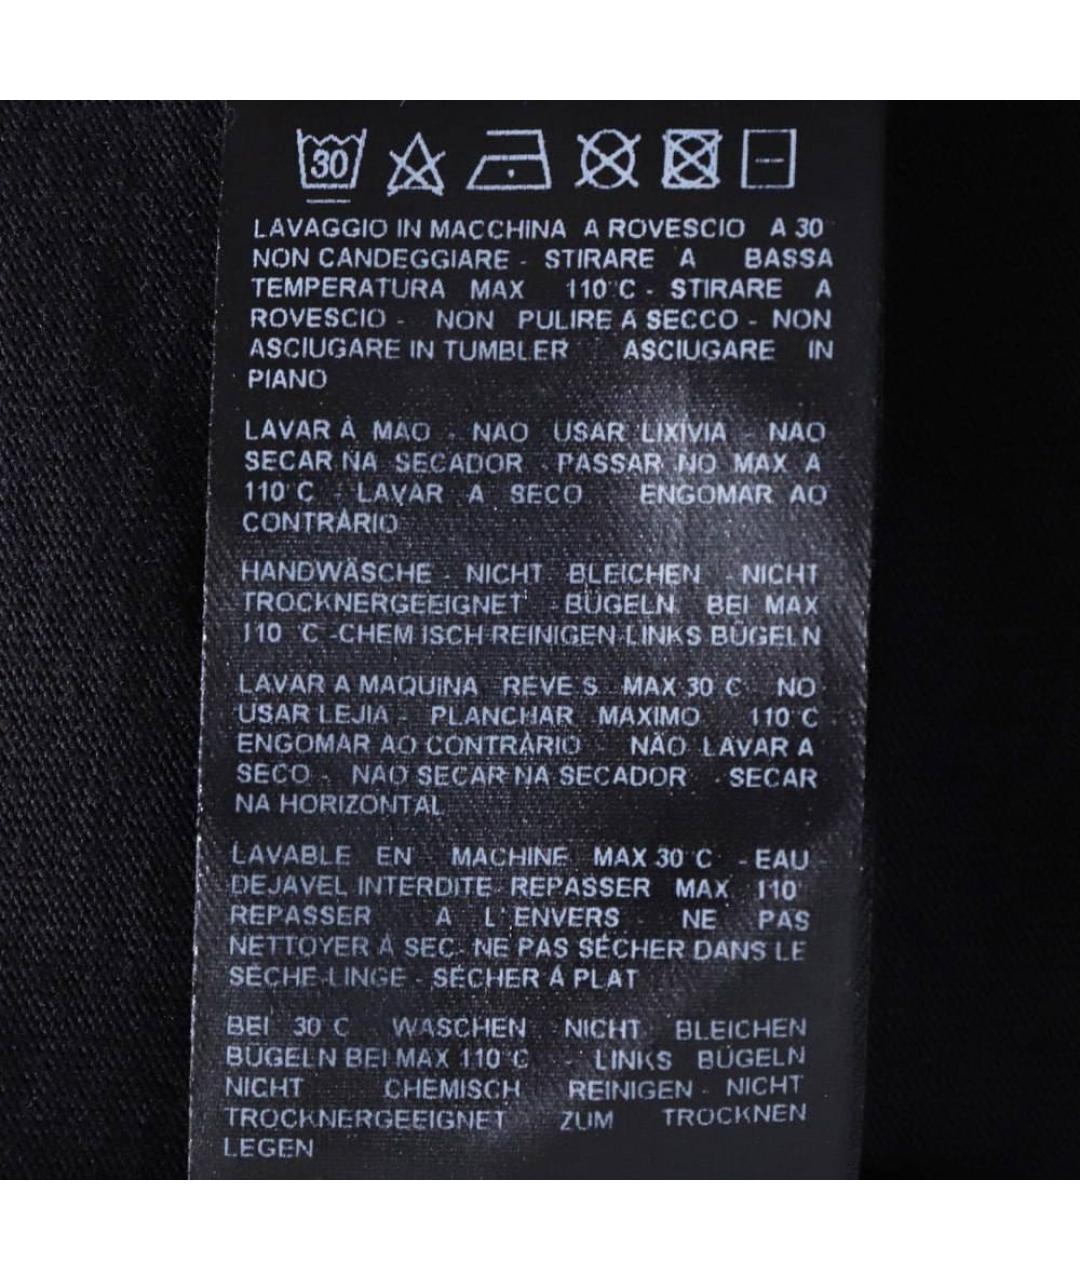 30
LAVAGGIO IN MACCHINA A ROVESCIO A 30
NON CANDEGGIARE - STIRARE A BASSA
TEMPERATURA MAX 110°C - STIRARE A
ROVESCIO - NON PULIRE A SECCO - NON
ASCIUGARE IN TUMBLER ASCIUGARE IN
PIANO
LAVAR À MAO - NAO USAR LIXÍVIA - NAO
SECAR NA SECADOR - PASSAR NO MAX A
110°C - LAVAR A SECO ENGOMAR AO
CONTRÀRIO
HANDWÄSCHE - NICHT BLEICHEN - NICHT
TROCKNERGEEIGNET - BÜGELN BEI MAX
110 °C -CHEMISCH REINIGEN-LINKS BÜGELN
LAVAR A MAQUINA REVE S MAX 30°C - NO
USAR LEJIA - PLANCHAR MAXIMO 110°C
ENGOMAR AO CONTRÀRIO - NÃO LAVAR A
SECO - NAO SECAR NA SECADOR - SECAR
NA HORIZONTAL
LAVABLE EN MACHINE MAX 30°C - EAU
DEJAVEL INTERDITE REPASSER MAX 110°
REPASSER A L'ENVERS - NE PAS
NETTOYER À SEC- NE PAS SÉCHER DANS LE
SÉCHE-LINGE - SÉCHER Á PLAT
BEI 30°C WASCHEN NICHT BLEICHEN
BÜGELN BEI MAX 110°C - LINKS BÜGELN
NICHT CHEMISCH REINIGEN - NICHT
TROCKNERGEEIGNET ZUM TROCKNEN
LEGEN